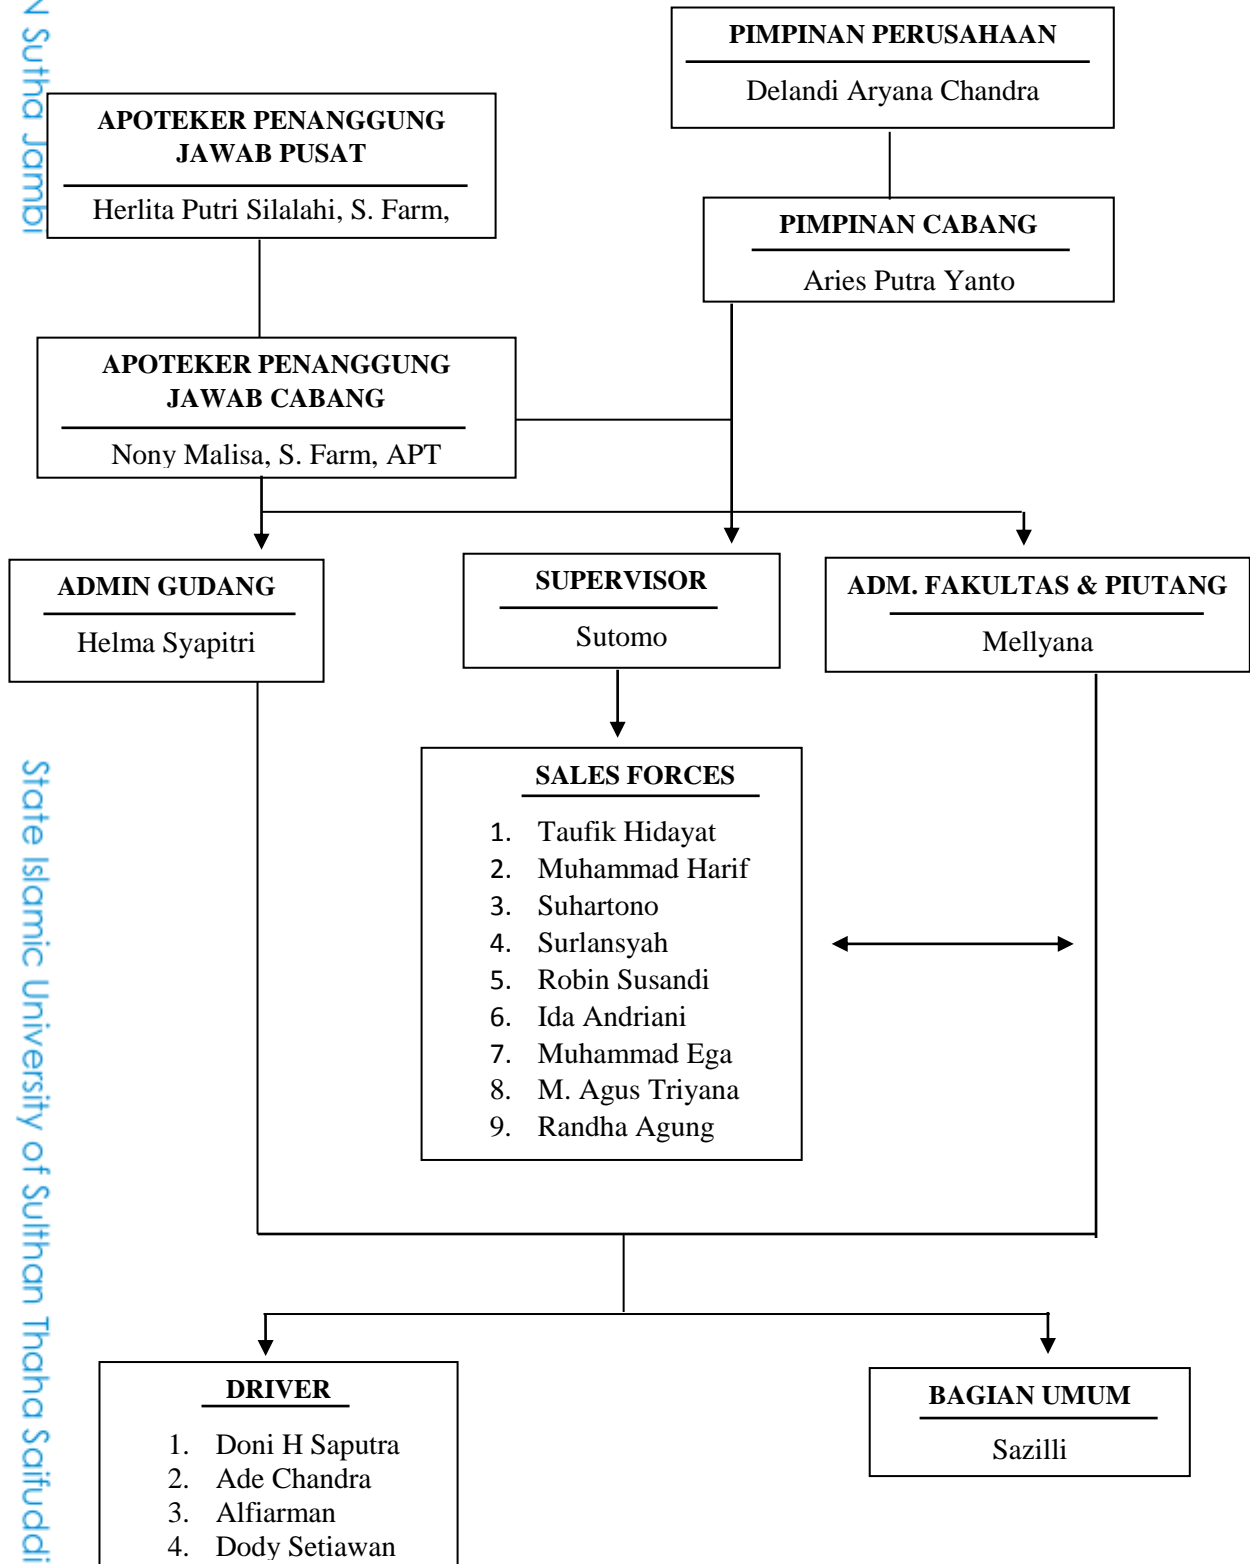 N Sutha Jambi
PIMPINAN PERUSAHAAN
Delandi Aryana Chandra
APOTEKER PENANGGUNG
JAWAB PUSAT
Herlita Putri Silalahi, S. Farm,
PIMPINAN CABANG
Aries Putra Yanto
APOTEKER PENANGGUNG
JAWAB CABANG
Nony Malisa, S. Farm, APT
ADMIN GUDANG
Helma Syapitri
SUPERVISOR
Sutomo
ADM. FAKULTAS & PIUTANG
Mellyana
SALES FORCES
1. Taufik Hidayat
2. Muhammad Harif
3. Suhartono
4. Surlansyah
5. Robin Susandi
6. Ida Andriani
7. Muhammad Ega
8. M. Agus Triyana
9. Randha Agung
State Islamic University of Sulthan Thaha Saifuddi
DRIVER
1. Doni H Saputra
2. Ade Chandra
3. Alfiarman
4. Dody Setiawan
BAGIAN UMUM
Sazilli